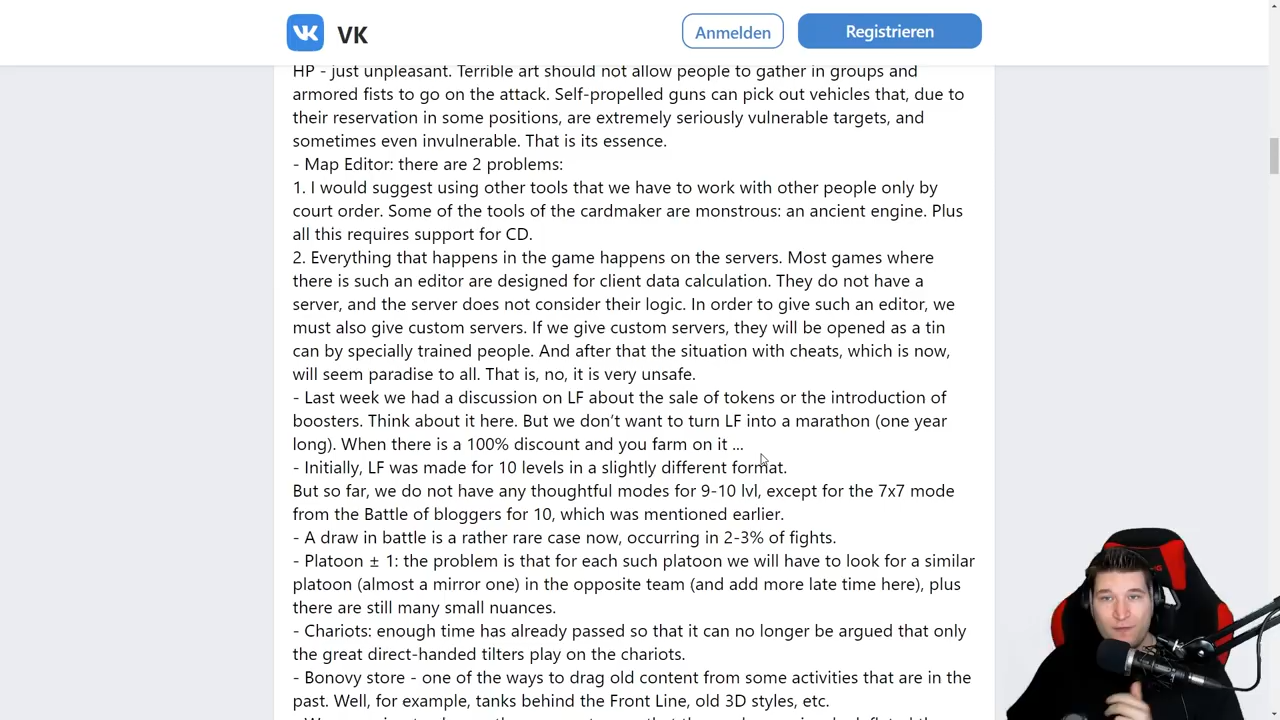 VK
Anmelden
Registrieren
HP - just unpleasant. Terrible art should not allow people to gather in groups and
armored fists to go on the attack. Self-propelled guns can pick out vehicles that, due to
their reservation in some positions, are extremely seriously vulnerable targets, and
sometimes even invulnerable. That is its essence.
- Map Editor: there are 2 problems:
1. I would suggest using other tools that we have to work with other people only by
court order. Some of the tools of the cardmaker are monstrous: an ancient engine. Plus
all this requires support for CD.
2. Everything that happens in the game happens on the servers. Most games where
there is such an editor are designed for client data calculation. They do not have a
server, and the server does not consider their logic. In order to give such an editor, we
must also give custom servers. If we give custom servers, they will be opened as a tin
can by specially trained people. And after that the situation with cheats, which is now,
will seem paradise to all. That is, no, it is very unsafe.
- Last week we had a discussion on LF about the sale of tokens or the introduction of
boosters. Think about it here. But we don’t want to turn LF into a marathon (one year
long). When there is a 100% discount and you farm on it ...
- Initially, LF was made for 10 levels in a slightly different format.
But so far, we do not have any thoughtful modes for 9-10 lvl, except for the 7x7 mode
from the Battle of bloggers for 10, which was mentioned earlier.
- A draw in battle is a rather rare case now, occurring in 2-3% of fights.
- Platoon ± 1: the problem is that for each such platoon we will have to look for a similar
platoon (almost a mirror one) in the opposite team (and add more late time here), plus
there are still many small nuances.
- Chariots: enough time has already passed so that it can no longer be argued that only
the great direct-handed tilters play on the chariots.
- Bonovy store - one of the ways to drag old content from some activities that are in the
past. Well, for example, tanks behind the Front Line, old 3D styles, etc.